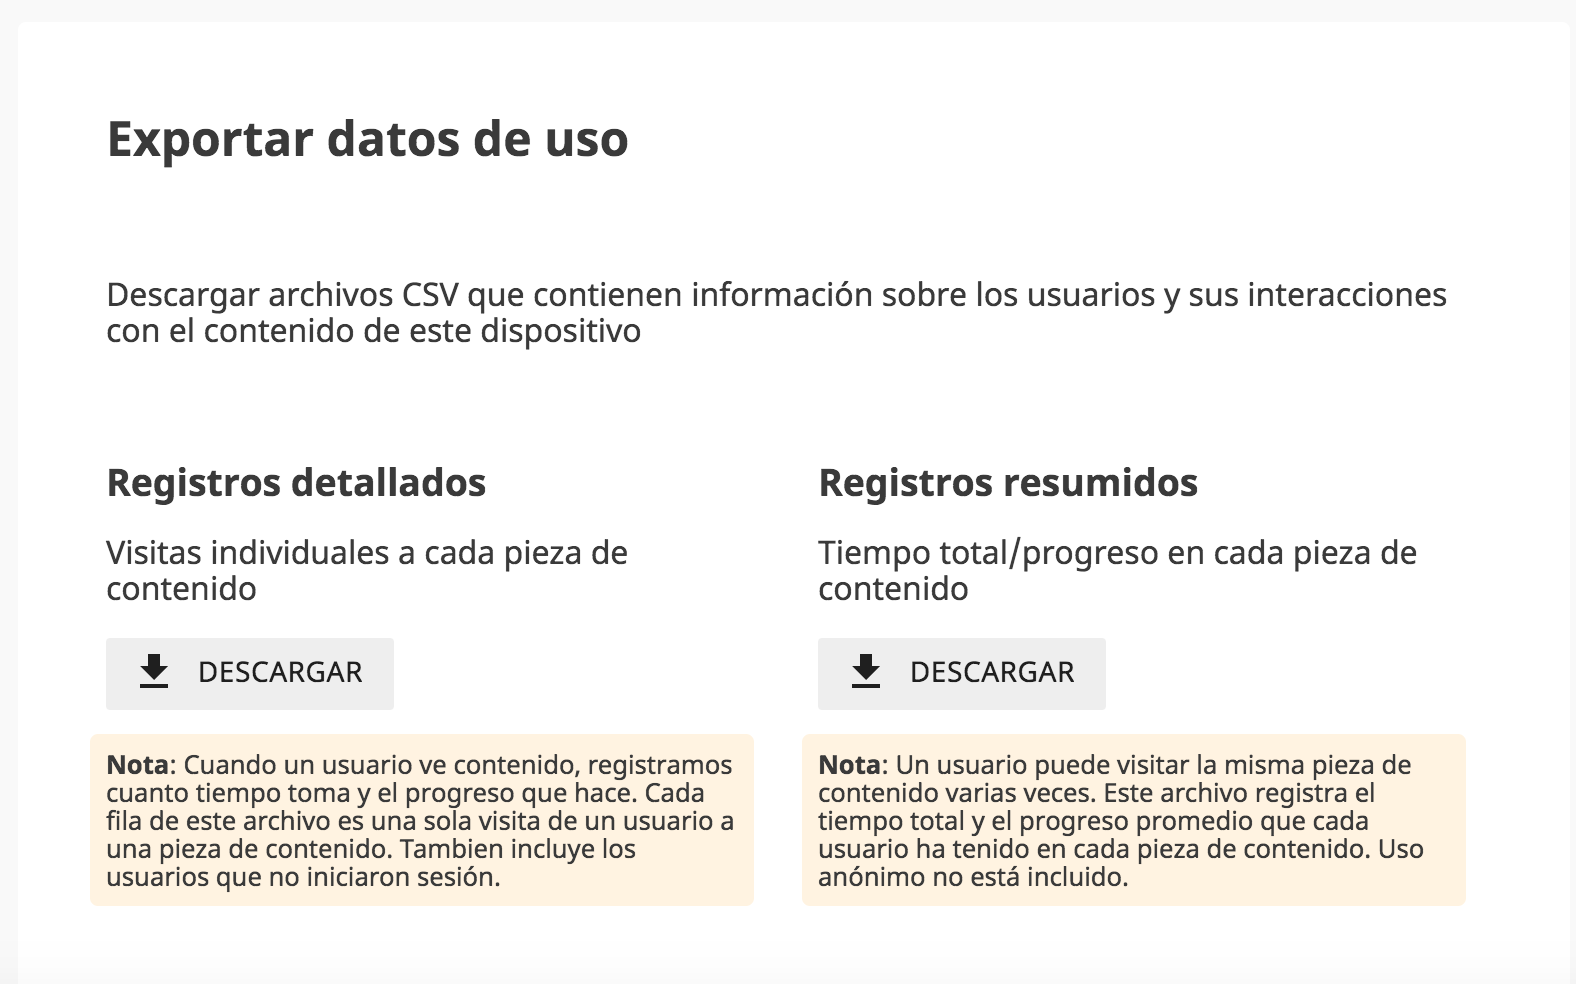 Exportar datos de uso
Descargar archivos CSV que contienen información sobre los usuarios y sus interacciones
con el contenido de este dispositivo
Registros detallados
Visitas individuales a cada pieza de
contenido
DESCARGAR
Nota: Cuando un usuario ve contenido, registramos
cuanto tiempo toma y el progreso que hace. Cada
fila de este archivo es una sola visita de un usuario a
una pieza de contenido. Tambien incluye los
usuarios que no iniciaron sesión.
Registros resumidos
Tiempo total/progreso en cada pieza de
contenido
DESCARGAR
Nota: Un usuario puede visitar la misma pieza de
contenido varias veces. Este archivo registra el
tiempo total y el progreso promedio que cada
usuario ha tenido en cada pieza de contenido. Uso
anónimo no está incluido.